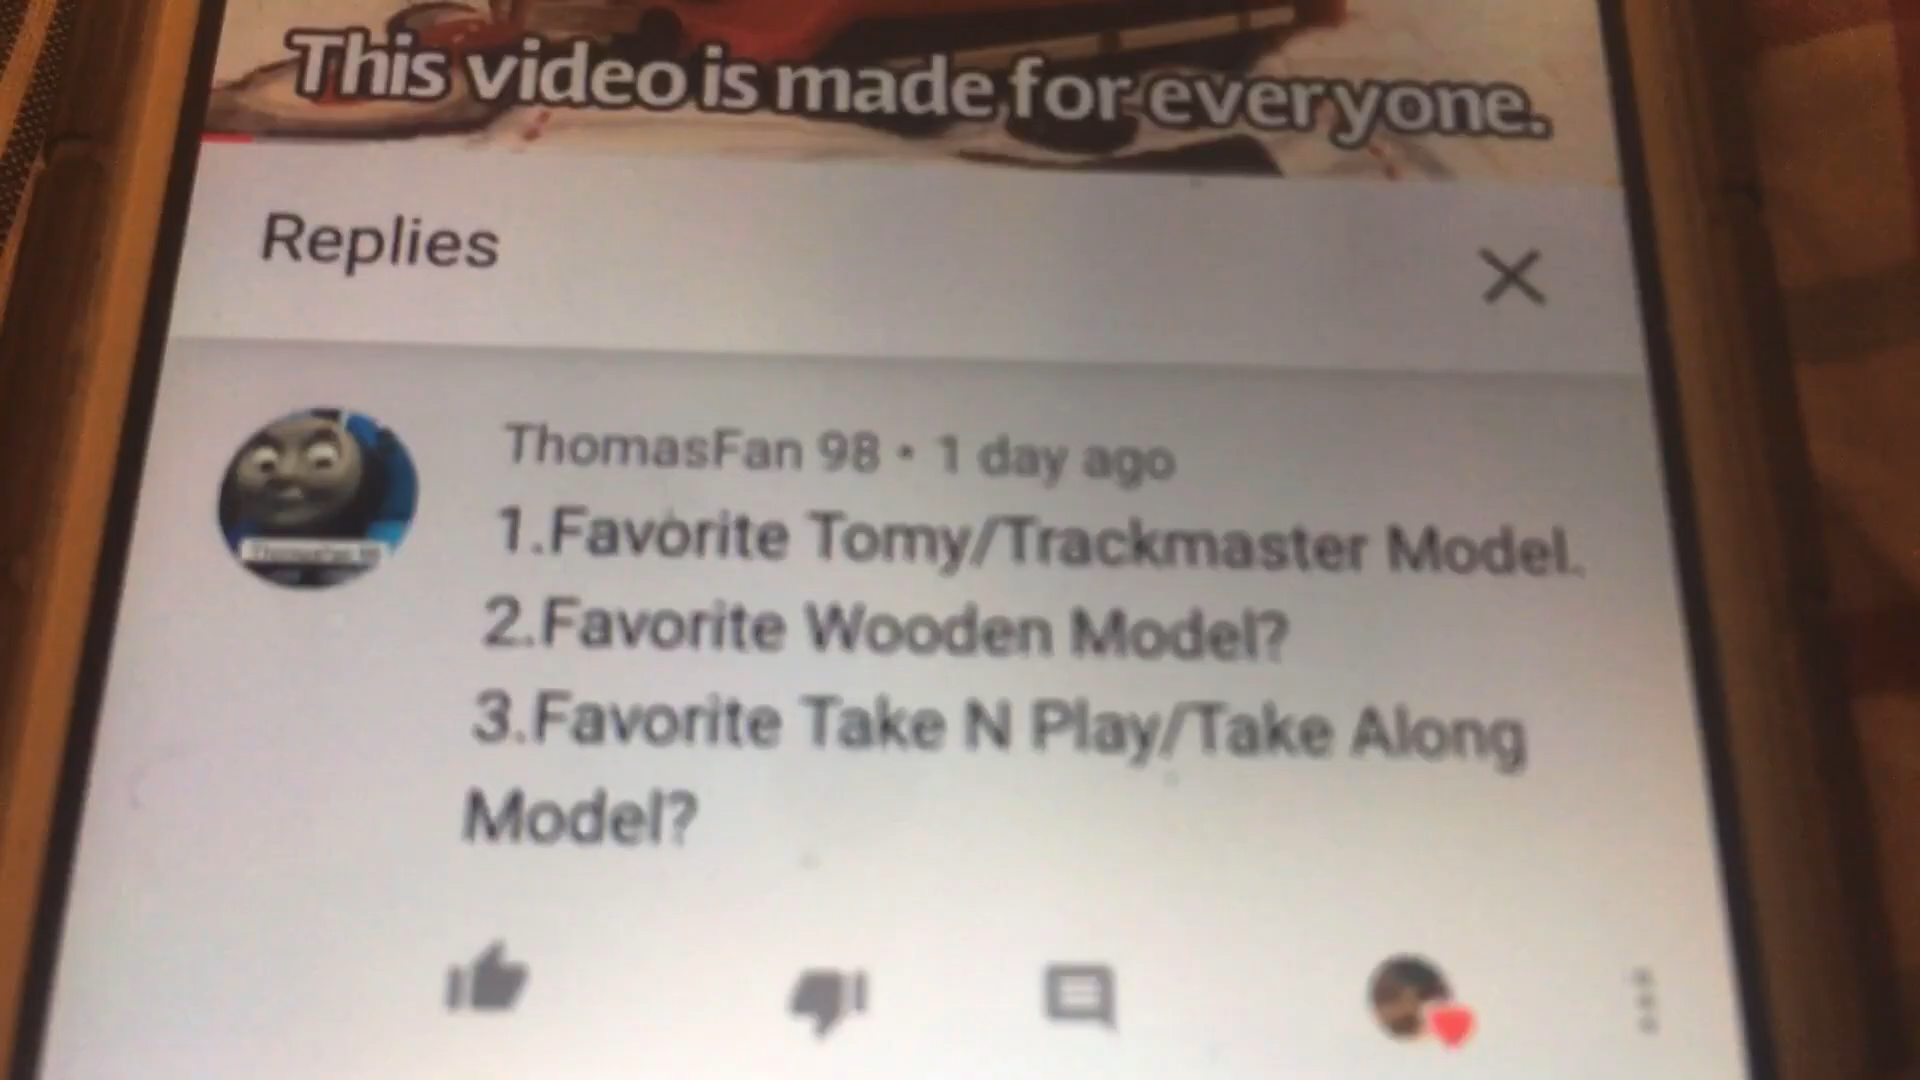 This video is made for everyone.
Replies
ThomasFan 98 • 1 day ago
1.Favorite Tomy/Trackmaster Model.
2.Favorite Wooden Model?
3.Favorite Take N Play/Take Along
Model?